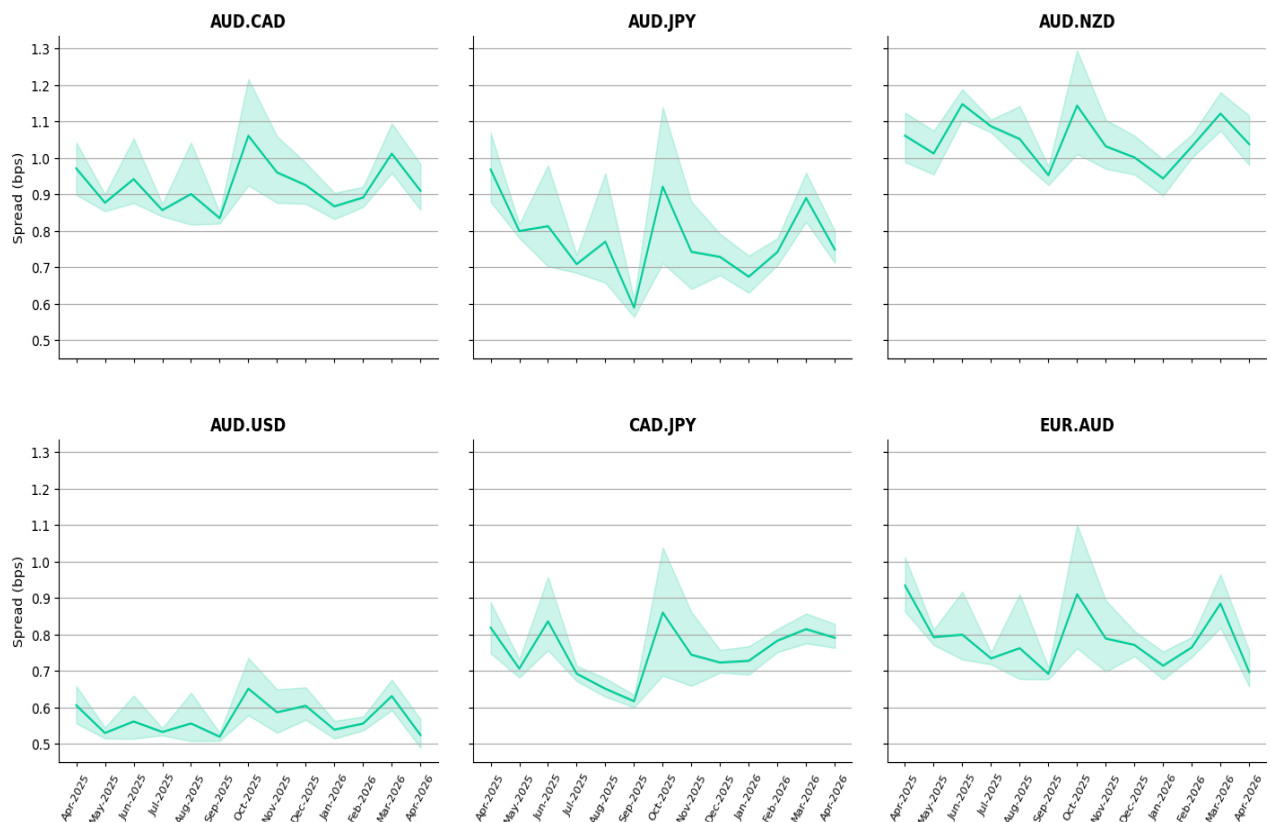 AUD.CAD AUD.JPY AUD.NZD
Spread (bps)
1.3
1.2
1.1
1.0
0.9
0.8
0.7
0.6
0.5
AUD.USD CAD.JPY EUR.AUD
Spread (bps)
1.3
1.2
1.1
1.0
0.9
0.8
0.7
0.6
0.5
Apr-2025 May-2025 Jun-2025 Jul-2025 Aug-2025 Sep-2025 Oct-2025 Nov-2025 Dec-2025 Jan-2026 Feb-2026 Mar-2026 Apr-2026
Apr-2025 May-2025 Jun-2025 Jul-2025 Aug-2025 Sep-2025 Oct-2025 Nov-2025 Dec-2025 Jan-2026 Feb-2026 Mar-2026 Apr-2026
Apr-2025 May-2025 Jun-2025 Jul-2025 Aug-2025 Sep-2025 Oct-2025 Nov-2025 Dec-2025 Jan-2026 Feb-2026 Mar-2026 Apr-2026